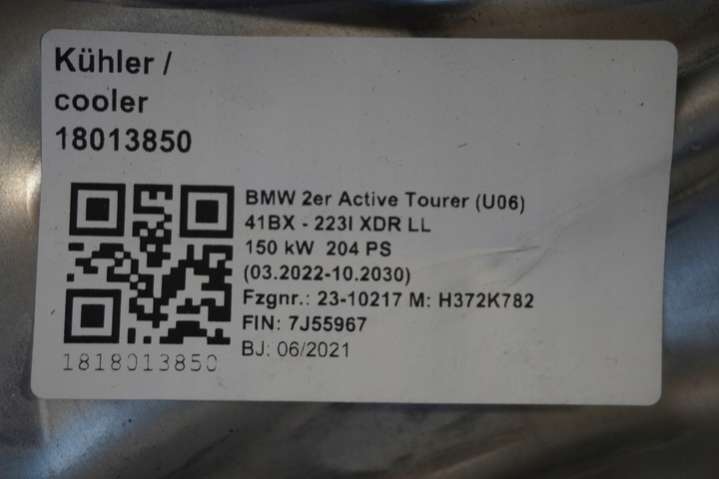 Kühler /
cooler
18013850
BMW 2er Active Tourer (U06)
41BX - 223I XDR LL
150 kW 204 PS
(03.2022-10.2030)
Fzgnr.: 23-10217 M: H372K782
FIN: 7J55967
BJ: 06/2021
1818013850